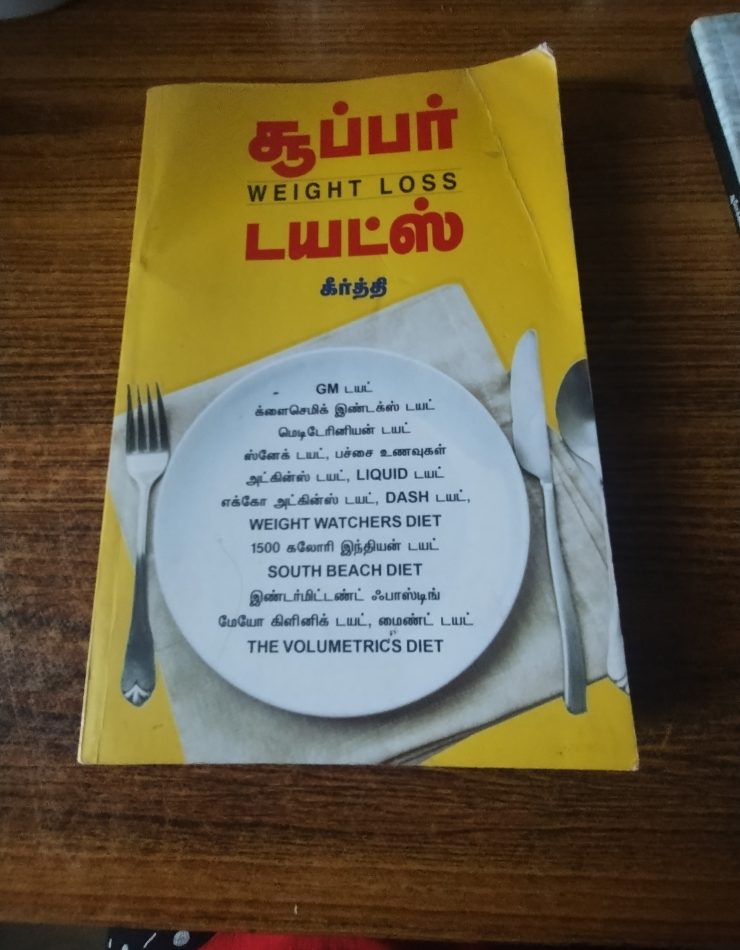 சூப்பர்
WEIGHT LOSS
டயட்ஸ்
கீர்த்தி
GM டயட்
க்ளைசெமிக் இண்டக்ஸ் டயட்
மெடிடேரினியன் டயட்
ஸ்னேக் டயட், பச்சை உணவுகள்
அட்கின்ஸ் டயட், LIQUID டயட்
எக்கோ அட்கின்ஸ் டயட், DASH டயட்,
WEIGHT WATCHERS DIET
1500 கலோரி இந்தியன் டயட்
SOUTH BEACH DIET
இண்டர்மிட்டண்ட் ஃபாஸ்டிங்
மேயோ கிளினிக் டயட், மைண்ட் டயட்
THE VOLUMETRICS DIET